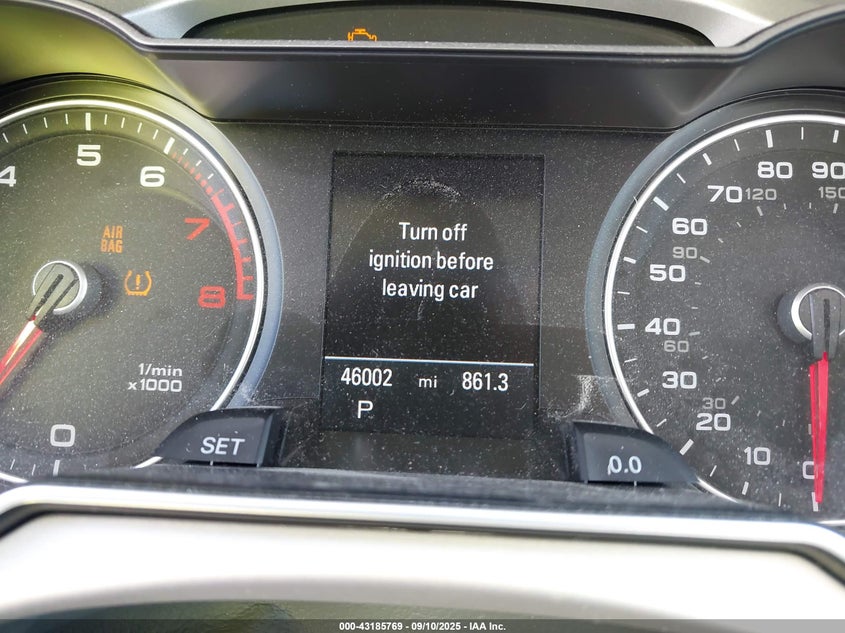 4 5 6 7 8
AIR
BAG
1/min
x1000
0
SET
Turn off
ignition before
leaving car
46002 mi 861.3
P
80 90
70 120 150
60
90
50
40
60
30
30
20
10 0
0.0
000-43185769 - 09/10/2025 - IAA Inc.